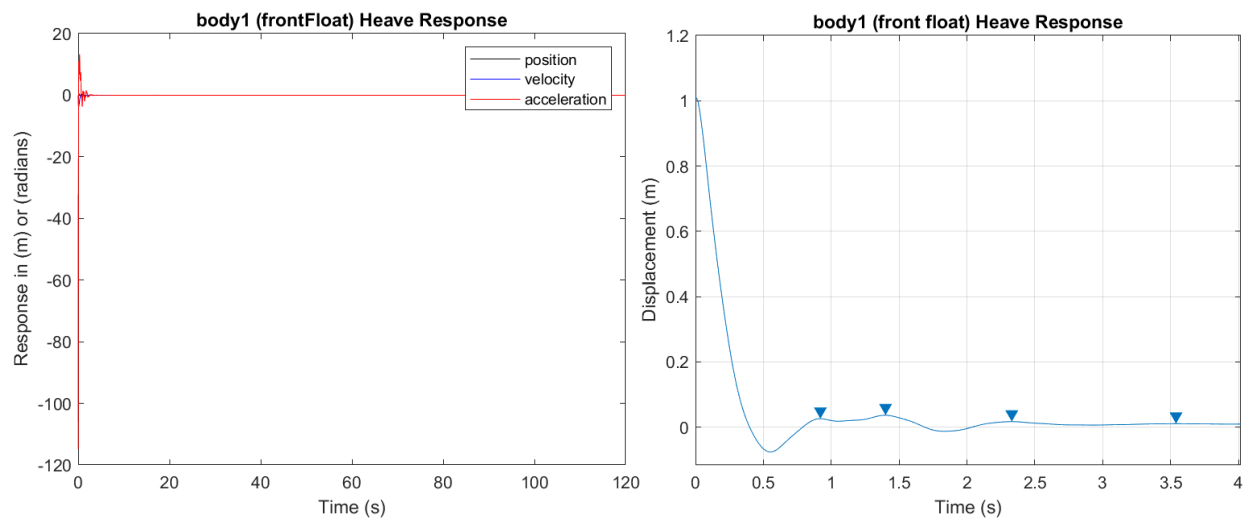 body1 (frontFloat) Heave Response
20
0
-20
-40
-60
-80
-100
-120
Response in (m) or (radians)
position
velocity
acceleration
0 20 40 60 80 100 120
Time (s)
body1 (front float) Heave Response
1.2
1
0.8
0.6
0.4
0.2
0
Displacement (m)
0 0.5 1 1.5 2 2.5 3 3.5 4
Time (s)